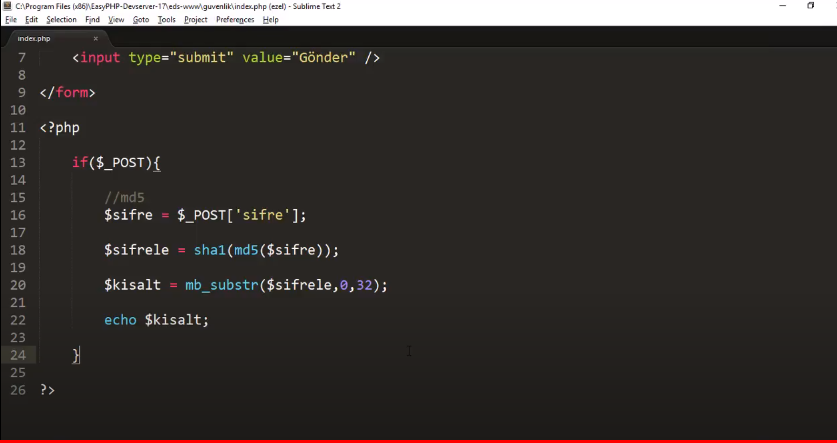 C:\Program Files (x86)\EasyPHP-Devserver-17\eds-www\guvenlik\index.php (ezel) - Sublime Text 2
File Edit Selection Find View Goto Tools Project Preferences Help
index.php ×
7 <input type="submit" value="Gönder" />
8
9 </form>
10
11 <?php
12
13 if($_POST){
14
15 //md5
16 $sifre = $_POST['sifre'];
17
18 $sifrele = sha1(md5($sifre));
19
20 $kisalt = mb_substr($sifrele,0,32);
21
22 echo $kisalt;
23
24 }
25
26 ?>